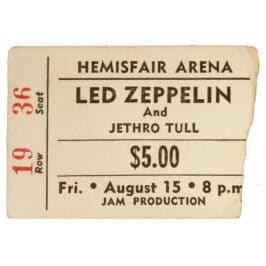 HEMISFAIR ARENA
LED ZEPPELIN
And
JETHRO TULL
$5.00
Fri. • August 15 • 8 p.m
JAM PRODUCTION
36
Seat
19
Row